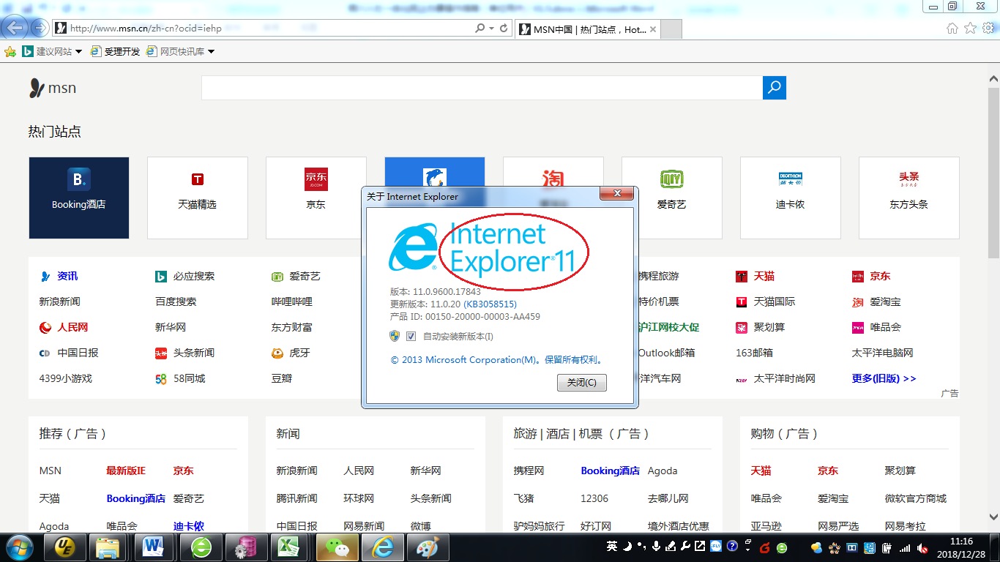 http://www.msn.cn/zh-cn?ocid=iehp
MSN中国 | 热门站点，Hot...
建议网站 受理开发 网页快讯库
msn
热门站点
B.
Booking酒店
T
天猫精选
京东
JD.COM
京东
淘
QIY
爱奇艺
DECATHLON
迪卡侬
迪卡侬
头条
东方头条
关于 Internet Explorer
Internet
Explorer 11
版本: 11.0.9600.17843
更新版本: 11.0.20 (KB3058515)
产品 ID: 00150-20000-00003-AA459
自动安装新版本(I)
© 2013 Microsoft Corporation(M)。保留所有权利。
关闭(C)
资讯 必应搜索 爱奇艺 携程旅游 天猫 京东
新浪新闻 百度搜索 哔哩哔哩 特价机票 天猫国际 爱淘宝
人民网 新华网 东方财富 沪江网校大促 聚划算 唯品会
中国日报 头条新闻 虎牙 Outlook邮箱 163邮箱 太平洋电脑网
4399小游戏 58同城 豆瓣 洋汽车网 太平洋时尚网 更多(旧版) >>
广告
推荐（广告） 新闻 旅游 | 酒店 | 机票 （广告） 购物（广告）
MSN 最新版IE 京东 新浪新闻 人民网 新华网 携程网 Booking酒店 Agoda 天猫 京东 聚划算
天猫 Booking酒店 爱奇艺 腾讯新闻 环球网 头条新闻 飞猪 12306 去哪儿网 唯品会 爱淘宝 微软官方商城
Agoda 唯品会 迪卡侬 中国日报 网易新闻 微博 驴妈妈旅行 好订网 境外酒店优惠 亚马逊 网易严选 网易考拉
英
11:16
2018/12/28